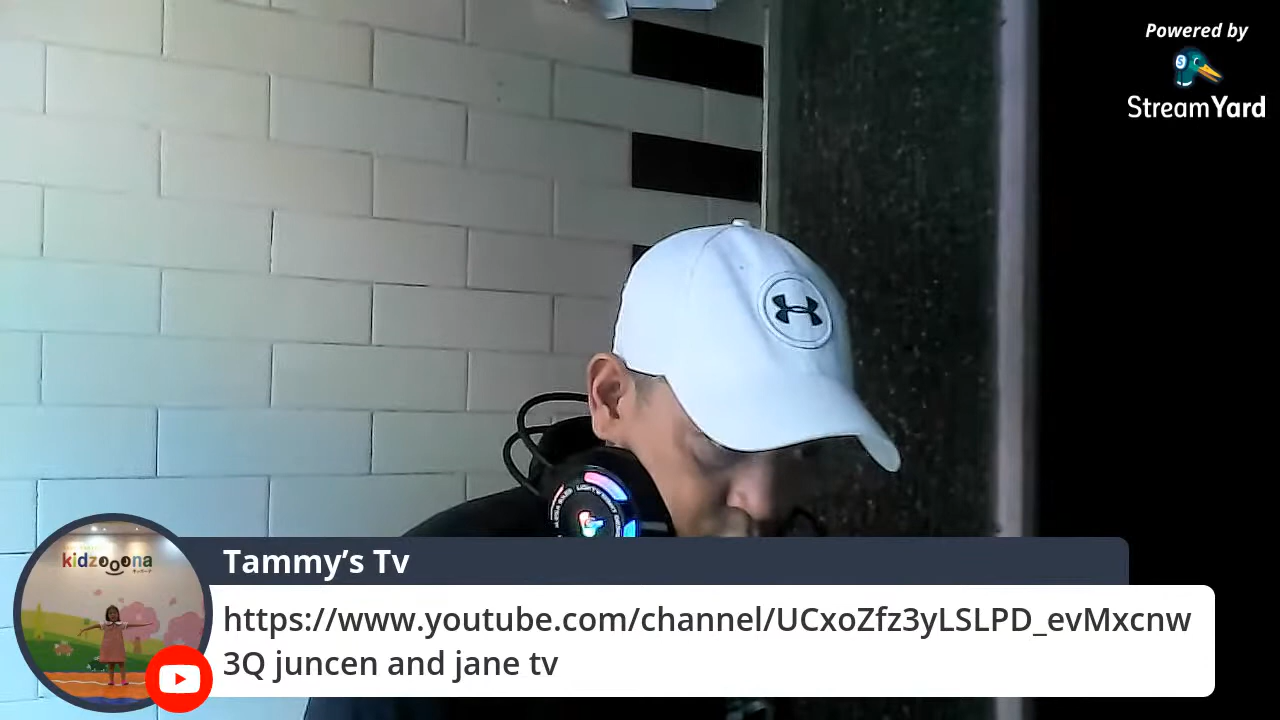 Powered by
StreamYard
kidzooona
Tammy’s Tv
https://www.youtube.com/channel/UCxoZfz3yLSLPD_evMxcnw
3Q juncen and jane tv